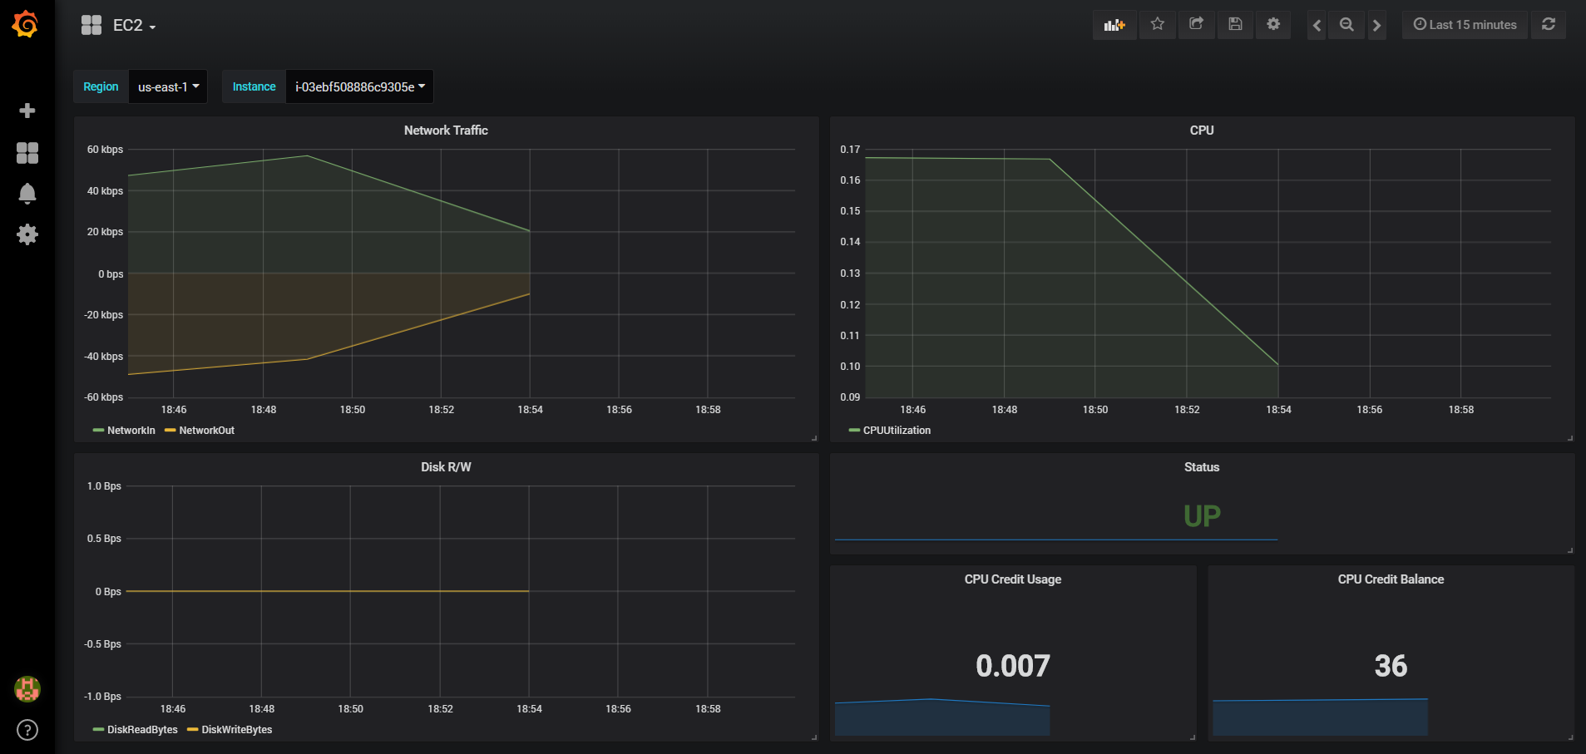 EC2
Last 15 minutes
Region us-east-1 Instance i-03ebf508886c9305e
Network Traffic
60 kbps
40 kbps
20 kbps
0 bps
-20 kbps
-40 kbps
-60 kbps
18:46 18:48 18:50 18:52 18:54 18:56 18:58
NetworkIn NetworkOut
CPU
0.17
0.16
0.15
0.14
0.13
0.12
0.11
0.10
0.09
18:46 18:48 18:50 18:52 18:54 18:56 18:58
CPUUtilization
Disk R/W
1.0 Bps
0.5 Bps
0 Bps
-0.5 Bps
-1.0 Bps
18:46 18:48 18:50 18:52 18:54 18:56 18:58
DiskReadBytes DiskWriteBytes
Status
UP
CPU Credit Usage
0.007
CPU Credit Balance
36